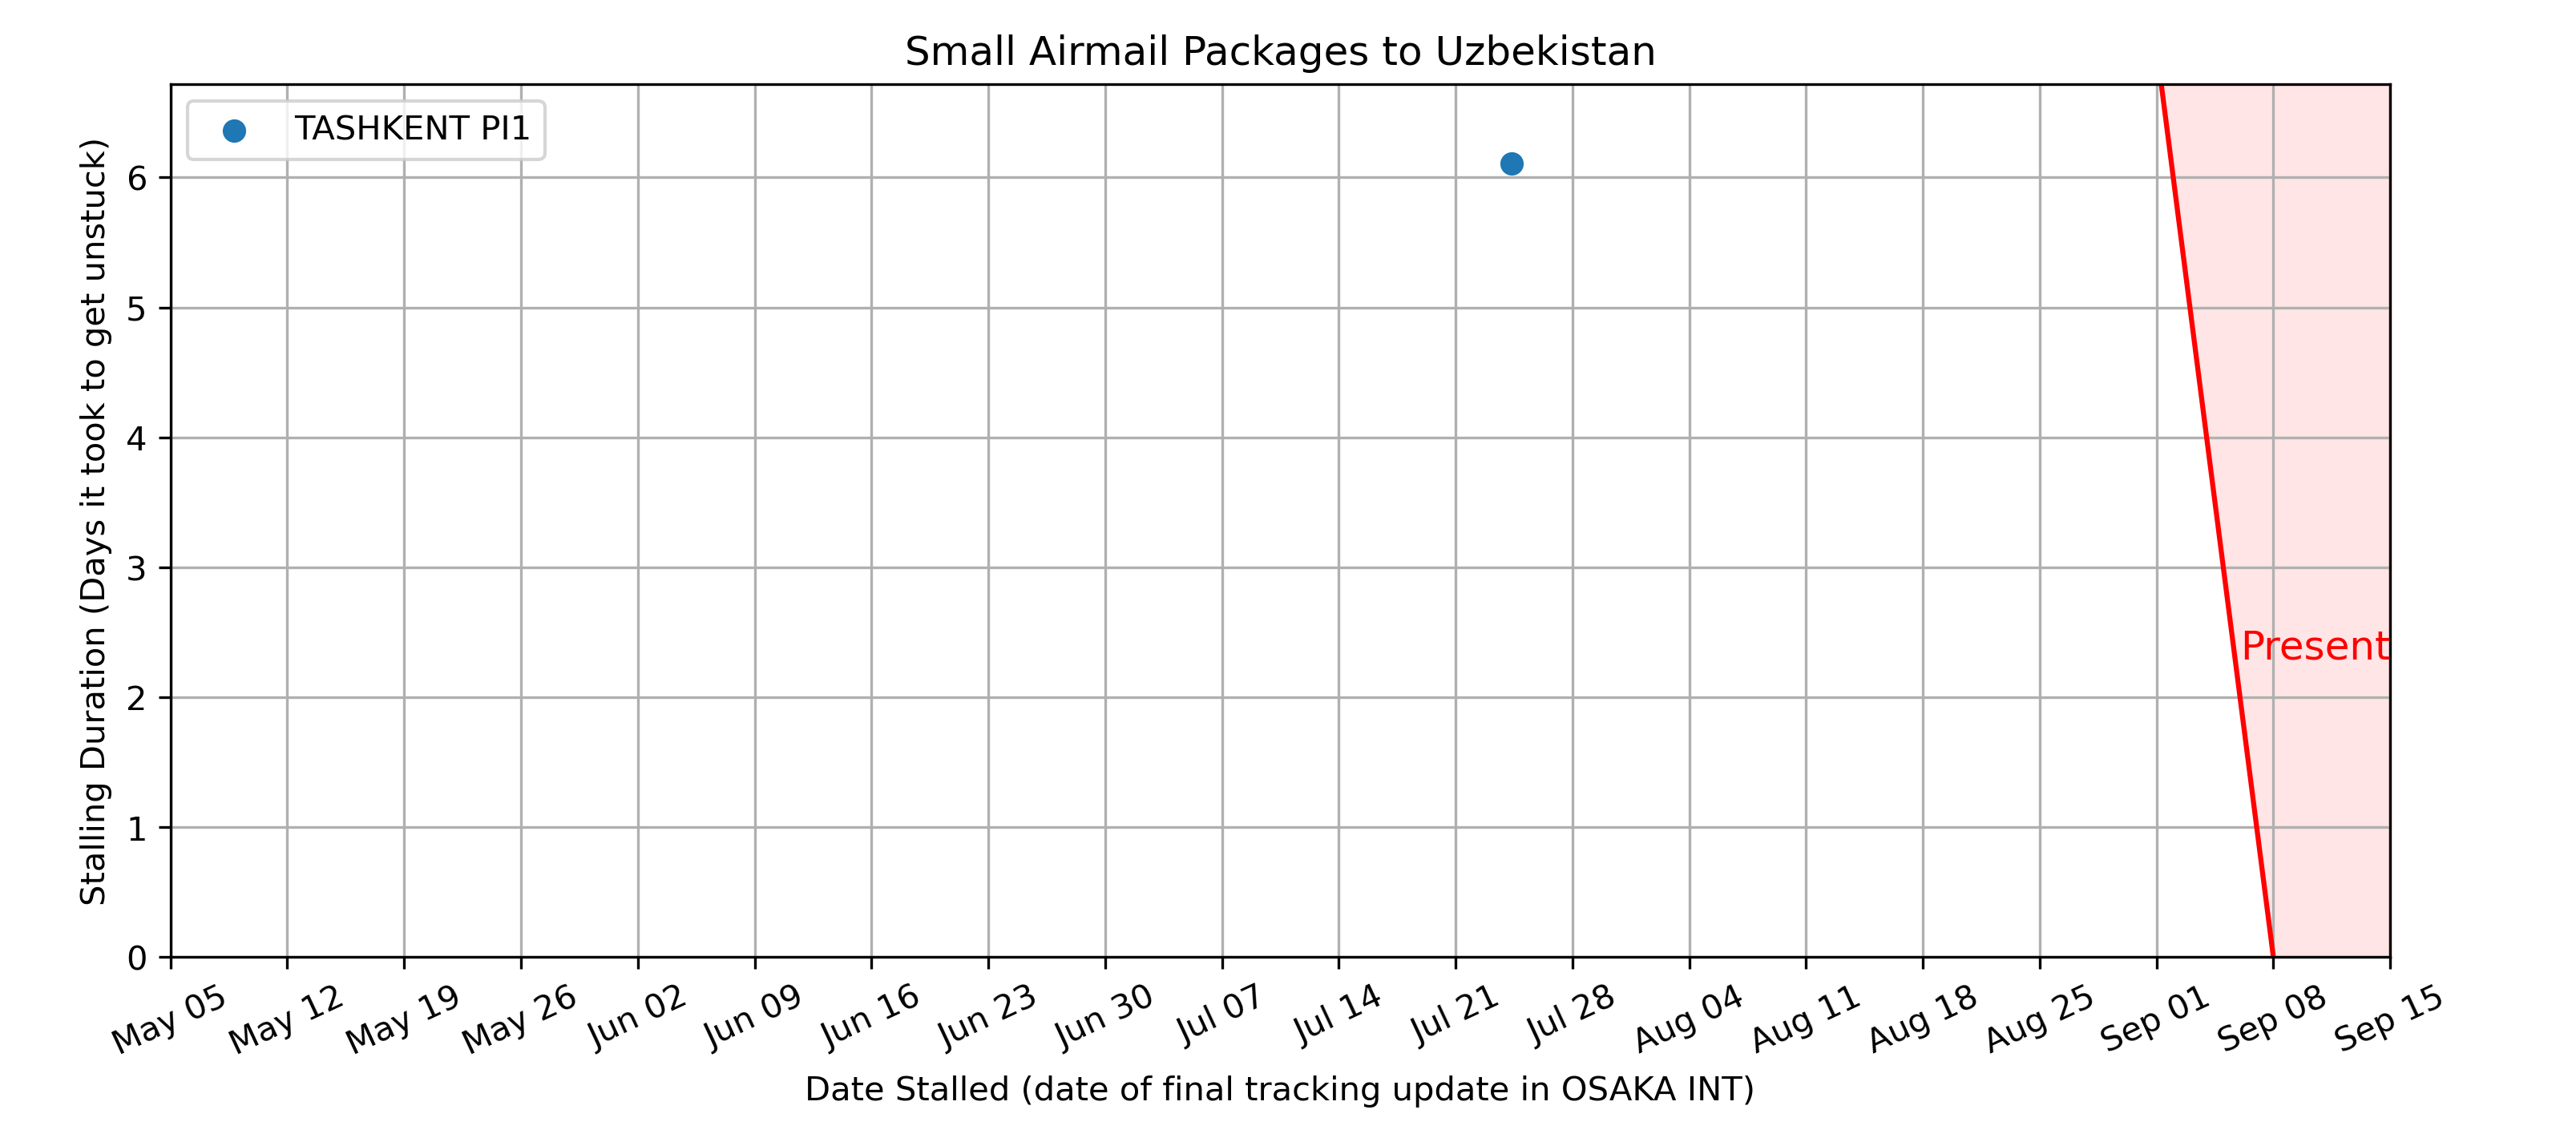 Small Airmail Packages to Uzbekistan
TASHKENT PI1
Stalling Duration (Days it took to get unstuck)
6
5
4
3
2
1
0
Present
May 05 May 12 May 19 May 26 Jun 02 Jun 09 Jun 16 Jun 23 Jun 30 Jul 07 Jul 14 Jul 21 Jul 28 Aug 04 Aug 11 Aug 18 Aug 25 Sep 01 Sep 08 Sep 15
Date Stalled (date of final tracking update in OSAKA INT)